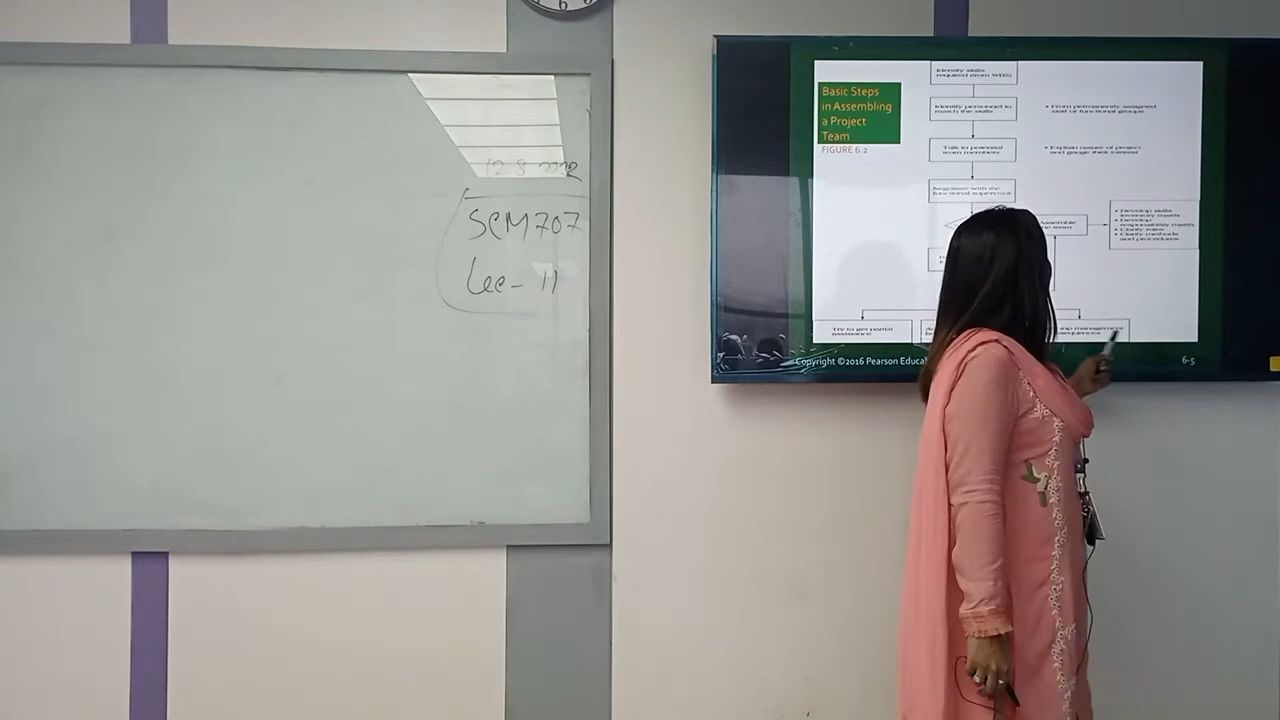 12-8-2022
SCM 707
Lec - 11
Basic Steps
in Assembling
a Project
Team
FIGURE 6.2
Identify skills
required (from WBS)
Identify personnel to
match the skills
• From permanently assigned
staff or functional groups
Talk to potential
team members
• Explain nature of project
and gauge their interest
Negotiate with the
functional supervisor
Assemble
• Develop skills
inventory matrix
• Develop
responsibility matrix
• Clarify roles
• Clarify methods
and procedures
Try to get partial
assistance
top management
Copyright ©2016 Pearson Educa
6-5